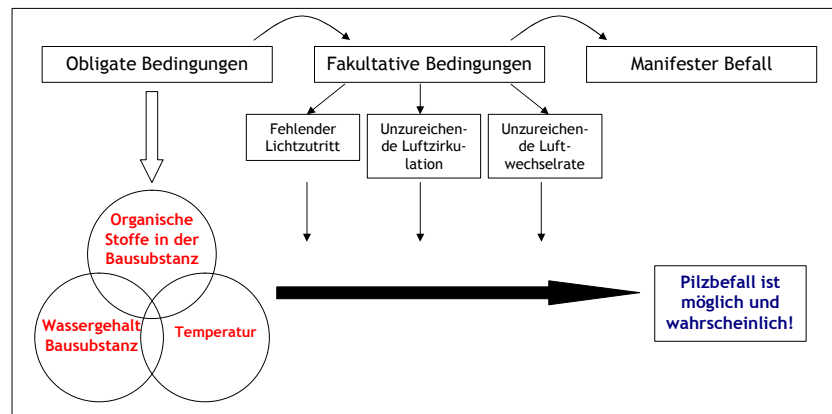 Obligate Bedingungen
Fakultative Bedingungen
Manifester Befall
Fehlender
Lichtzutritt
Unzureichen-
de Luftzirku-
lation
Unzureichen-
de Luft-
wechselrate
Organische
Stoffe in der
Bausubstanz
Wassergehalt
Bausubstanz
Temperatur
Pilzbefall ist
möglich und
wahrscheinlich!